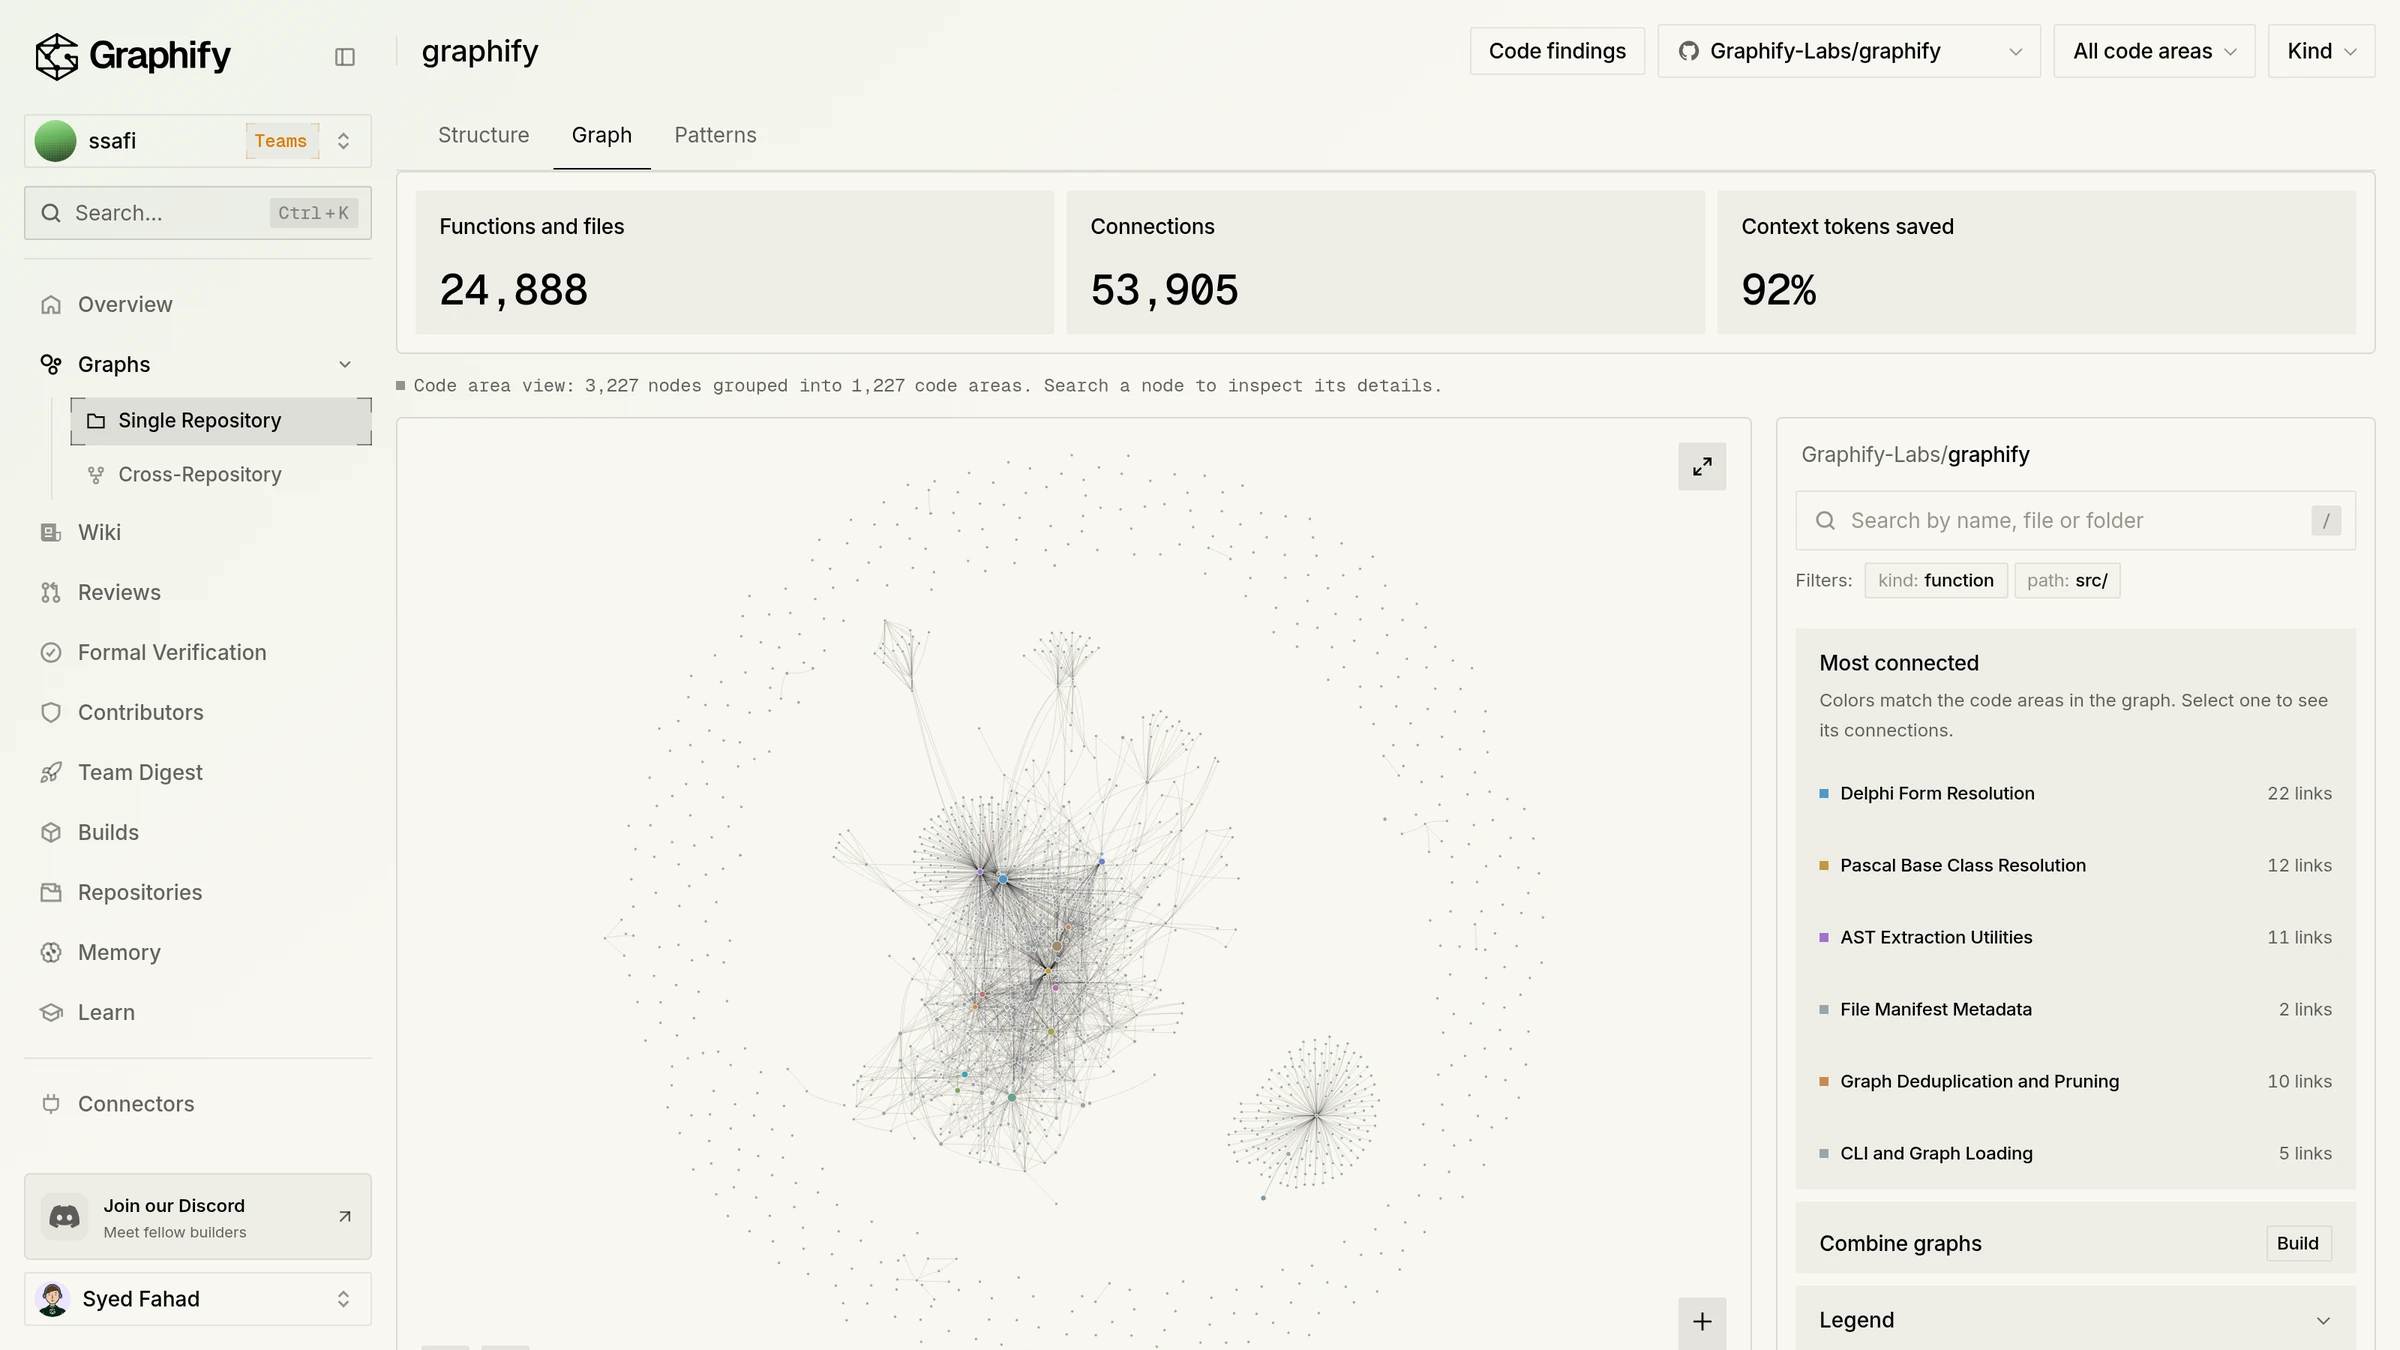 Graphify
ssafi
Teams
Search...
Ctrl+K
Overview
Graphs
Single Repository
Cross-Repository
Wiki
Reviews
Formal Verification
Contributors
Team Digest
Builds
Repositories
Memory
Learn
Connectors
Join our Discord
Meet fellow builders
Syed Fahad
graphify
Code findings
Graphify-Labs/graphify
All code areas
Kind
Structure
Graph
Patterns
Functions and files
24,888
Connections
53,905
Context tokens saved
92%
Code area view: 3,227 nodes grouped into 1,227 code areas. Search a node to inspect its details.
Graphify-Labs/graphify
Search by name, file or folder
/
Filters:
kind: function
path: src/
Most connected
Colors match the code areas in the graph. Select one to see
its connections.
Delphi Form Resolution
22 links
Pascal Base Class Resolution
12 links
AST Extraction Utilities
11 links
File Manifest Metadata
2 links
Graph Deduplication and Pruning
10 links
CLI and Graph Loading
5 links
Combine graphs
Build
Legend